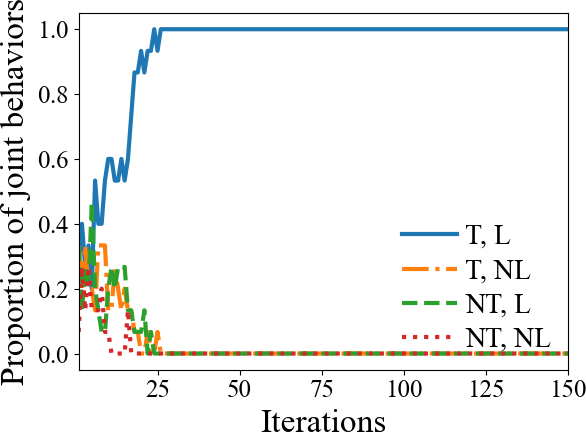 Proportion of joint behaviors
1.0
0.8
0.6
0.4
0.2
0.0
T, L
T, NL
NT, L
NT, NL
25 50 75 100 125 150
Iterations